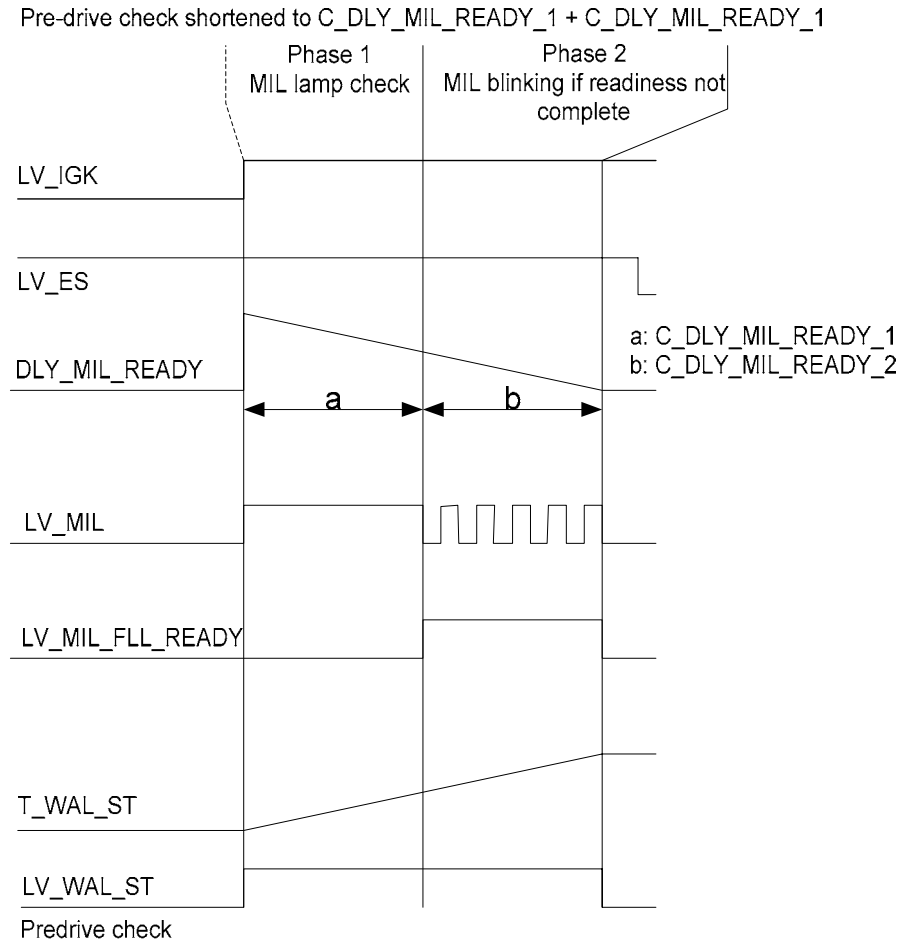 Pre-drive check shortened to C_DLY_MIL_READY_1 + C_DLY_MIL_READY_1
Phase 1
MIL lamp check
Phase 2
MIL blinking if readiness not
complete
LV_IGK
LV_ES
DLY_MIL_READY
a: C_DLY_MIL_READY_1
b: C_DLY_MIL_READY_2
a
b
LV_MIL
LV_MIL_FLL_READY
T_WAL_ST
LV_WAL_ST
Predrive check